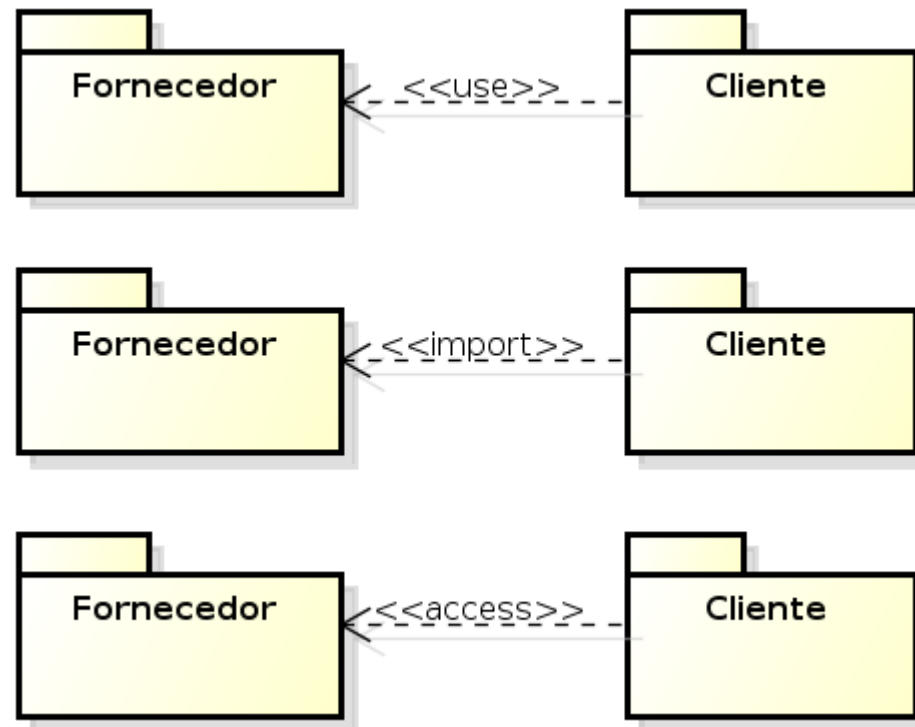 Fornecedor <<use>> Cliente
Fornecedor <<import>> Cliente
Fornecedor <<access>> Cliente